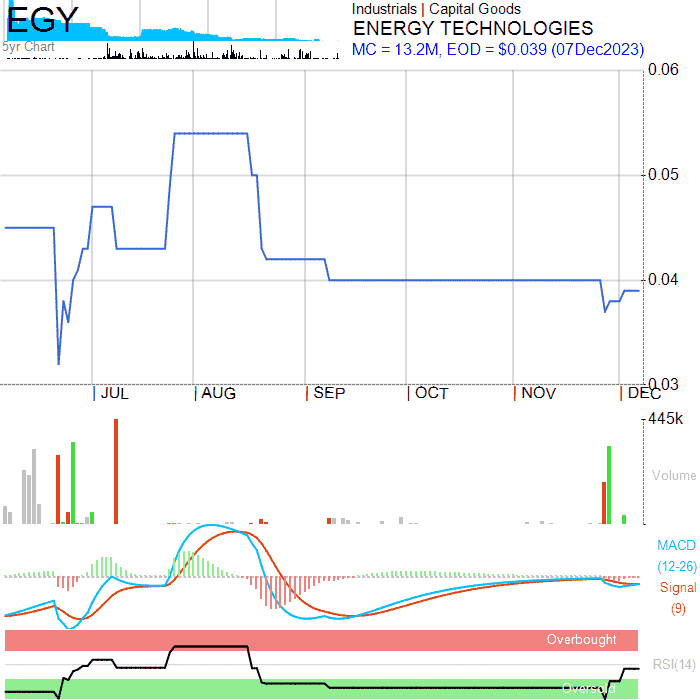 EGY
Industrials | Capital Goods
ENERGY TECHNOLOGIES
5yr Chart
MC = 13.2M, EOD = $0.039 (07Dec2023)
0.06
0.05
0.04
0.03
JUL AUG SEP OCT NOV DEC
445k
Volume
MACD
(12-26)
Signal
(9)
Overbought
RSI(14)
Oversold